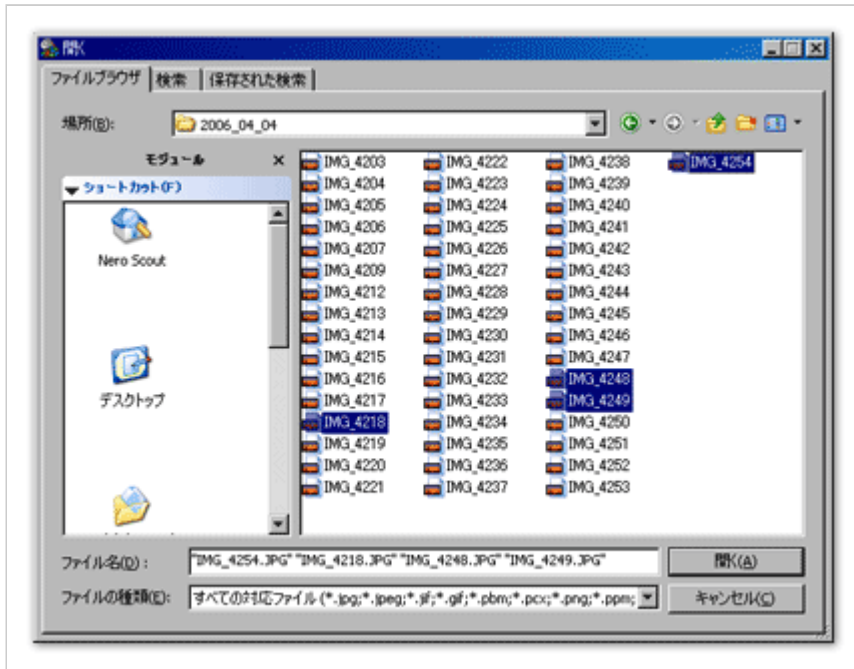 開く
ファイルブラウザ 検索 保存された検索
場所(B): 2006_04_04
モジュール
ショートカット(F)
Nero Scout
デスクトップ
IMG_4203 IMG_4222 IMG_4238 IMG_4254
IMG_4204 IMG_4223 IMG_4239
IMG_4205 IMG_4224 IMG_4240
IMG_4206 IMG_4225 IMG_4241
IMG_4207 IMG_4226 IMG_4242
IMG_4209 IMG_4227 IMG_4243
IMG_4212 IMG_4228 IMG_4244
IMG_4213 IMG_4229 IMG_4245
IMG_4214 IMG_4230 IMG_4246
IMG_4215 IMG_4231 IMG_4247
IMG_4216 IMG_4232 IMG_4248
IMG_4217 IMG_4233 IMG_4249
IMG_4218 IMG_4234 IMG_4250
IMG_4219 IMG_4235 IMG_4251
IMG_4220 IMG_4236 IMG_4252
IMG_4221 IMG_4237 IMG_4253
ファイル名(D): "IMG_4254.JPG" "IMG_4218.JPG" "IMG_4248.JPG" "IMG_4249.JPG" 開く(A)
ファイルの種類(E): すべての対応ファイル (*.jpg;*.jpeg;*.jif;*.gif;*.pbm;*.pcx;*.png;*.ppm; キャンセル(C)